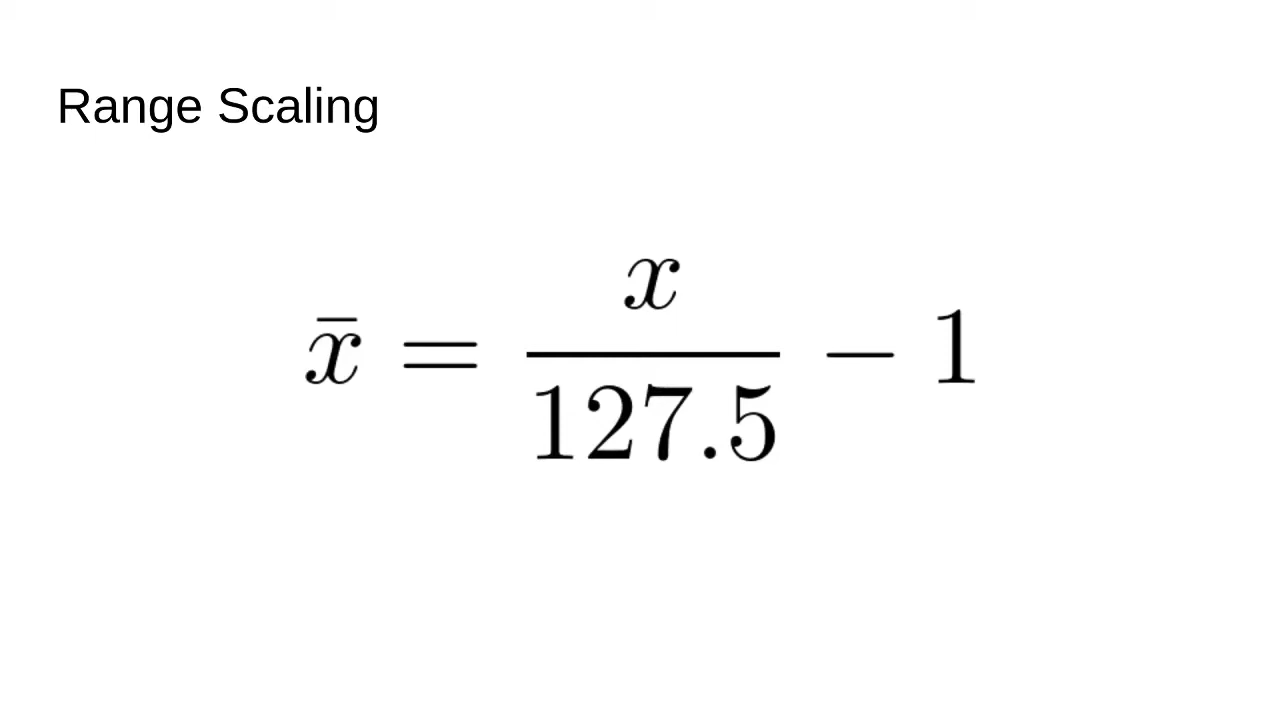 Range Scaling
x̄ = x / 127.5 − 1